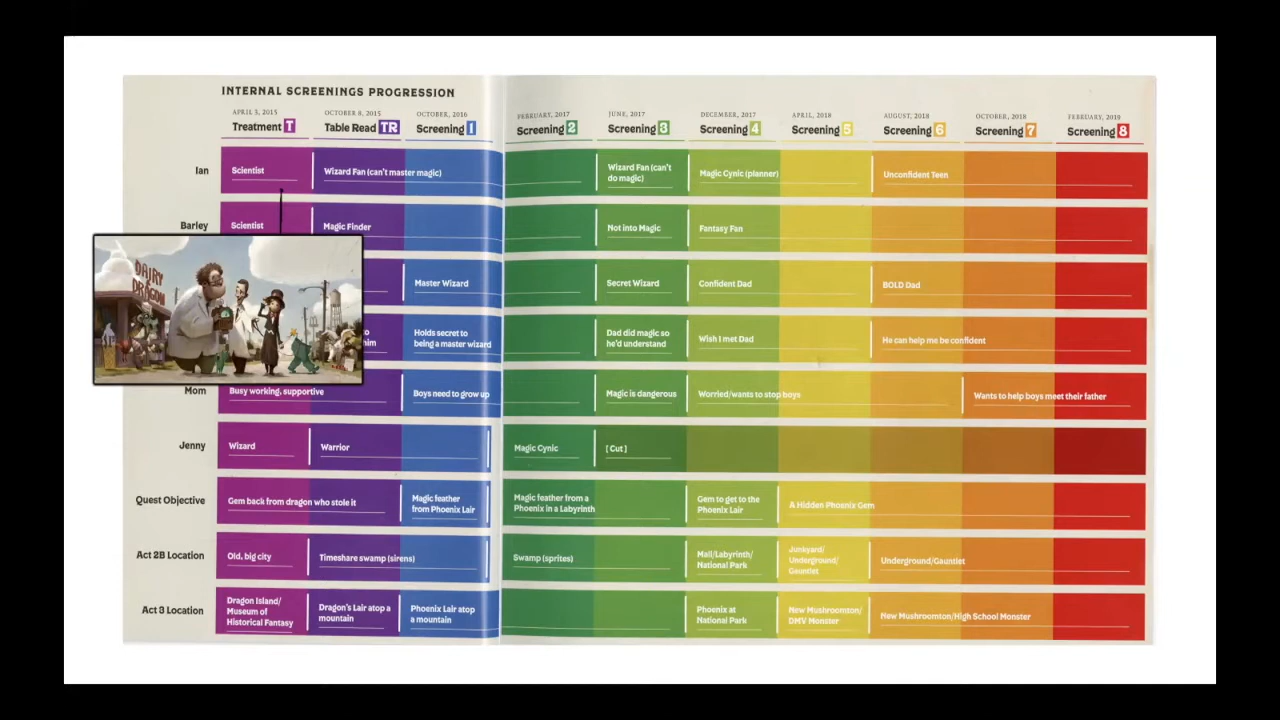 INTERNAL SCREENINGS PROGRESSION
APRIL 3, 2015
Treatment T
OCTOBER 8, 2015
Table Read TR
OCTOBER, 2016
Screening 1
FEBRUARY, 2017
Screening 2
JUNE, 2017
Screening 3
DECEMBER, 2017
Screening 4
APRIL, 2018
Screening 5
AUGUST, 2018
Screening 6
OCTOBER, 2018
Screening 7
FEBRUARY, 2019
Screening 8
Ian
Scientist
Wizard Fan (can't master magic)
Wizard Fan (can't
do magic)
Magic Cynic (planner)
Unconfident Teen
Barley
Scientist
Magic Finder
Not into Magic
Fantasy Fan
Master Wizard
Secret Wizard
Confident Dad
BOLD Dad
DAIRY
DRAGON
to
him
Holds secret to
being a master wizard
Dad did magic so
he'd understand
Wish I met Dad
He can help me be confident
Mom
Busy working, supportive
Boys need to grow up
Magic is dangerous
Worried/wants to stop boys
Wants to help boys meet their father
Jenny
Wizard
Warrior
Magic Cynic
[Cut]
Quest Objective
Gem back from dragon who stole it
Magic feather
from Phoenix Lair
Magic feather from a
Phoenix in a Labyrinth
Gem to get to the
Phoenix Lair
A Hidden Phoenix Gem
Act 2B Location
Old, big city
Timeshare swamp (sirens)
Swamp (sprites)
Mall/Labyrinth/
National Park
Junkyard/
Underground/
Gauntlet
Underground/Gauntlet
Act 3 Location
Dragon Island/
Museum of
Historical Fantasy
Dragon's Lair atop a
mountain
Phoenix Lair atop
a mountain
Phoenix at
National Park
New Mushroomton/
DMV Monster
New Mushroomton/High School Monster